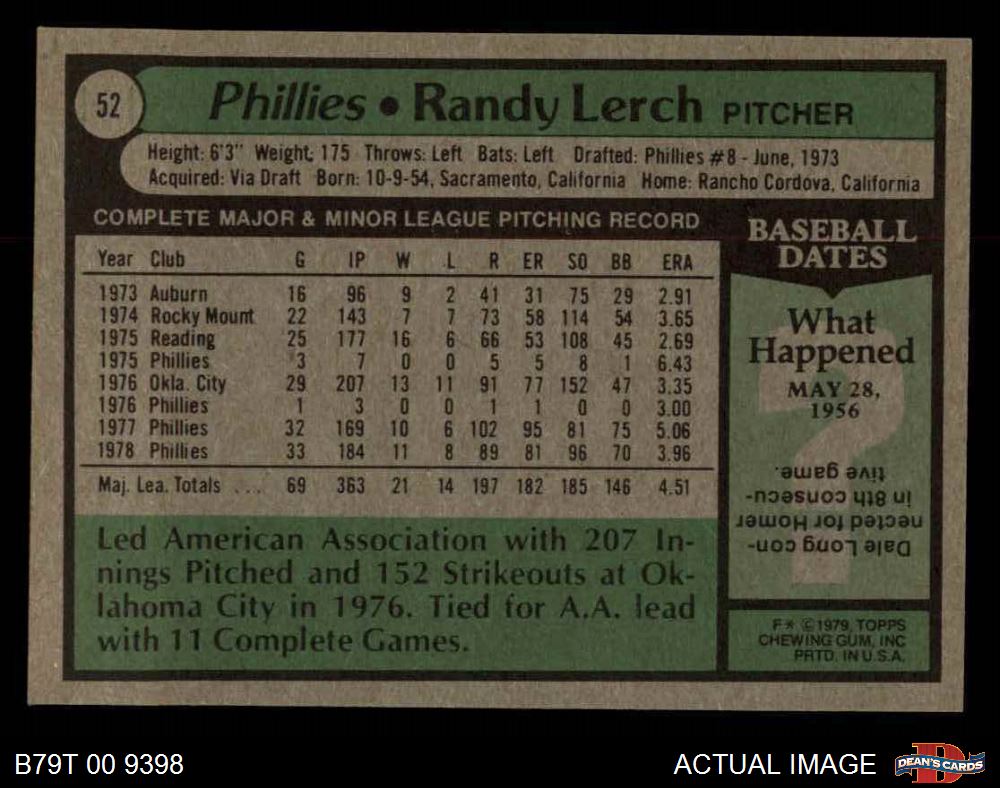 52
Phillies • Randy Lerch PITCHER
Height: 6'3" Weight: 175 Throws: Left Bats: Left Drafted: Phillies #8 - June, 1973
Acquired: Via Draft Born: 10-9-54, Sacramento, California Home: Rancho Cordova, California
COMPLETE MAJOR & MINOR LEAGUE PITCHING RECORD
Year Club G IP W L R ER SO BB ERA
1973 Auburn 16 96 9 2 41 31 75 29 2.91
1974 Rocky Mount 22 143 7 7 73 58 114 54 3.65
1975 Reading 25 177 16 6 66 53 108 45 2.69
1975 Phillies 3 7 0 0 5 5 8 1 6.43
1976 Okla. City 29 207 13 11 91 77 152 47 3.35
1976 Phillies 1 3 0 0 1 1 0 0 3.00
1977 Phillies 32 169 10 6 102 95 81 75 5.06
1978 Phillies 33 184 11 8 89 81 96 70 3.96
Maj. Lea. Totals ... 69 363 21 14 197 182 185 146 4.51
Led American Association with 207 In-
nings Pitched and 152 Strikeouts at Ok-
lahoma City in 1976. Tied for A.A. lead
with 11 Complete Games.
BASEBALL
DATES
What
Happened
MAY 28,
1956
?
Dale Long con-
nected for Homer
in 8th consecu-
tive game.
F* ©1979, TOPPS
CHEWING GUM, INC
PRTD. IN U.S.A.
B79T 00 9398
ACTUAL IMAGE
D
DEAN'S CARDS